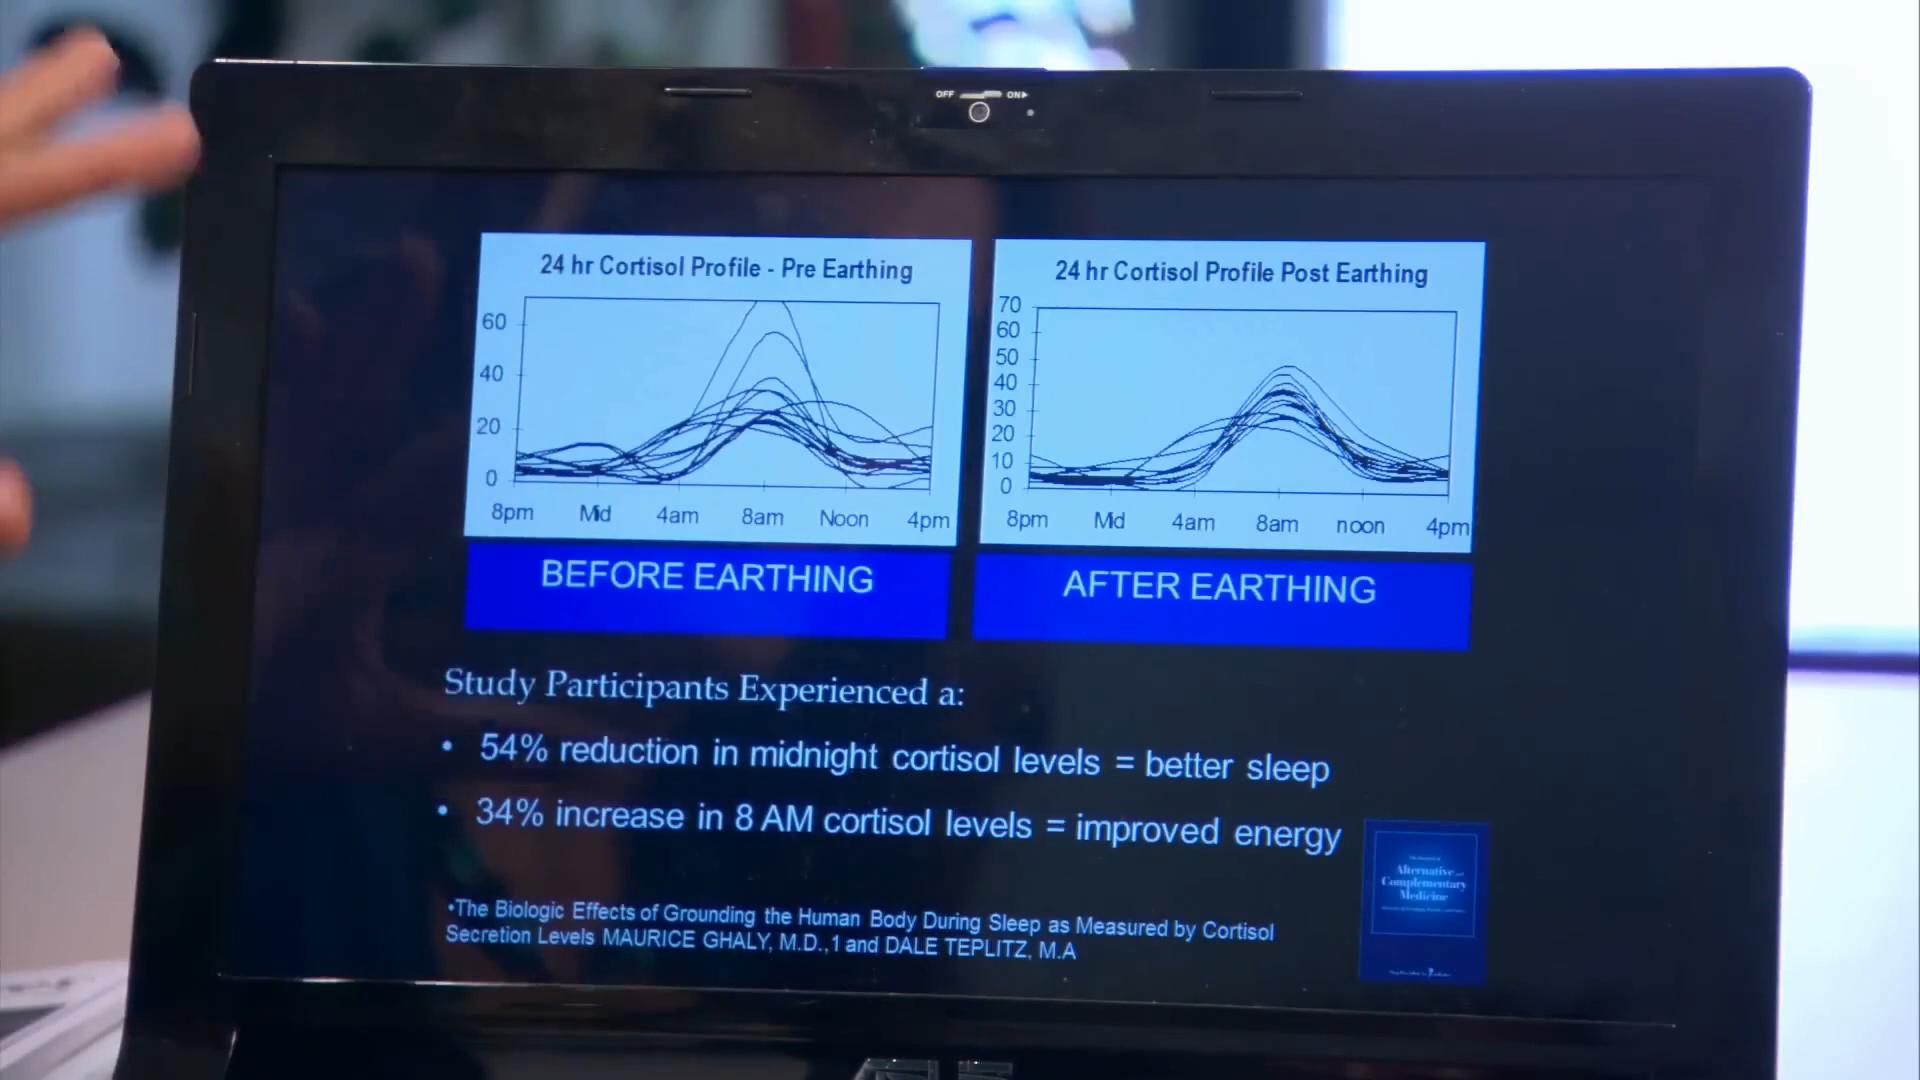 OFF ON
24 hr Cortisol Profile - Pre Earthing
60
40
20
0
8pm Mid 4am 8am Noon 4pm
BEFORE EARTHING
24 hr Cortisol Profile Post Earthing
70
60
50
40
30
20
10
0
8pm Mid 4am 8am noon 4pm
AFTER EARTHING
Study Participants Experienced a:
• 54% reduction in midnight cortisol levels = better sleep
• 34% increase in 8 AM cortisol levels = improved energy
•The Biologic Effects of Grounding the Human Body During Sleep as Measured by Cortisol
Secretion Levels MAURICE GHALY, M.D.,1 and DALE TEPLITZ, M.A
Alternative and
Complementary
Medicine